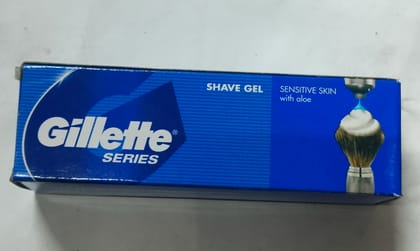 Gillette®
SERIES
SHAVE GEL
SENSITIVE SKIN
with aloe